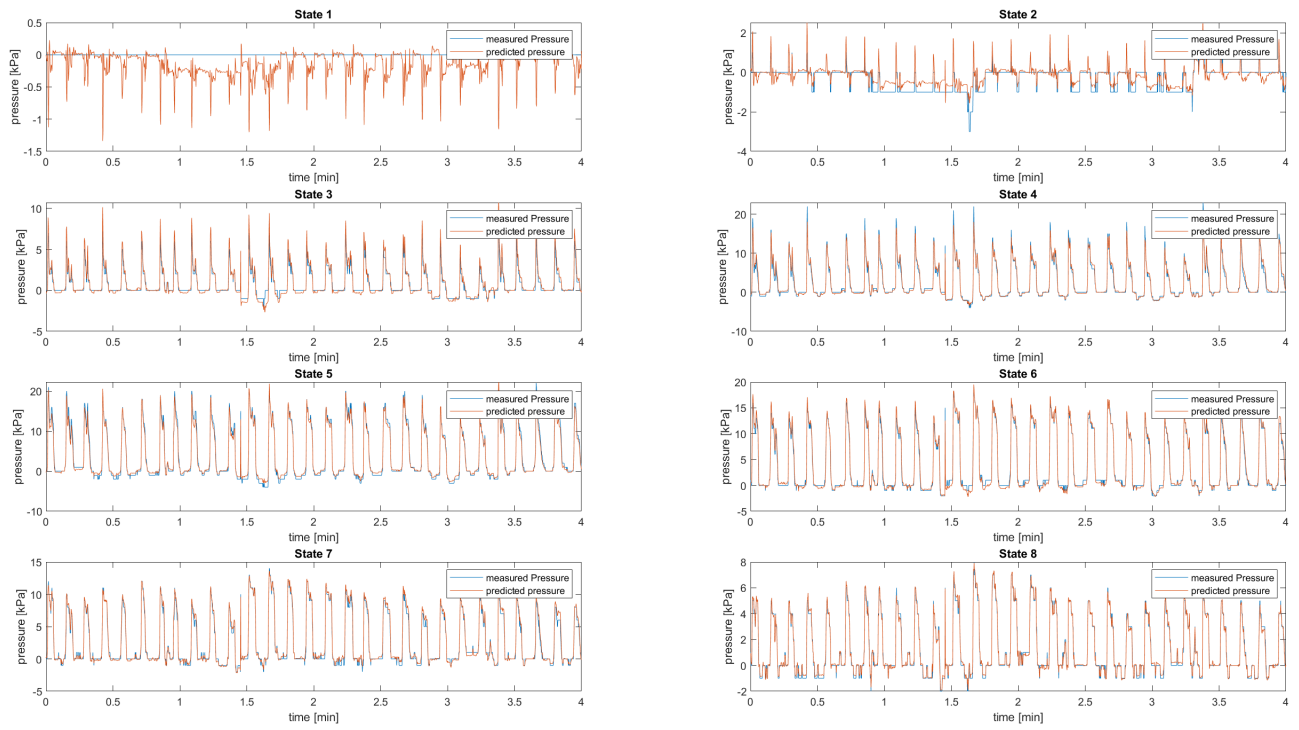 State 1
pressure [kPa]
0.5
0
-0.5
-1
-1.5
measured Pressure
predicted pressure
0 0.5 1 1.5 2 2.5 3 3.5 4
time [min]
State 2
pressure [kPa]
2
0
-2
-4
measured Pressure
predicted pressure
0 0.5 1 1.5 2 2.5 3 3.5 4
time [min]
State 3
pressure [kPa]
10
5
0
-5
measured Pressure
predicted pressure
0 0.5 1 1.5 2 2.5 3 3.5 4
time [min]
State 4
pressure [kPa]
20
10
0
-10
measured Pressure
predicted pressure
0 0.5 1 1.5 2 2.5 3 3.5 4
time [min]
State 5
pressure [kPa]
20
10
0
-10
measured Pressure
predicted pressure
0 0.5 1 1.5 2 2.5 3 3.5 4
time [min]
State 6
pressure [kPa]
20
15
10
5
0
-5
measured Pressure
predicted pressure
0 0.5 1 1.5 2 2.5 3 3.5 4
time [min]
State 7
pressure [kPa]
15
10
5
0
-5
measured Pressure
predicted pressure
0 0.5 1 1.5 2 2.5 3 3.5 4
time [min]
State 8
pressure [kPa]
8
6
4
2
0
-2
measured Pressure
predicted pressure
0 0.5 1 1.5 2 2.5 3 3.5 4
time [min]